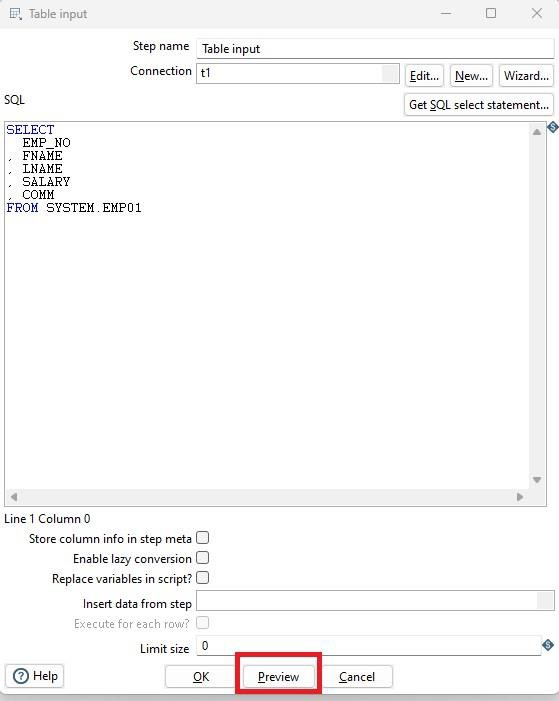 Table input
Step name Table input
Connection t1 Edit... New... Wizard...
SQL Get SQL select statement...
SELECT
EMP_NO
, FNAME
, LNAME
, SALARY
, COMM
FROM SYSTEM.EMP01
Line 1 Column 0
Store column info in step meta
Enable lazy conversion
Replace variables in script?
Insert data from step
Execute for each row?
Limit size 0
? Help OK Preview Cancel